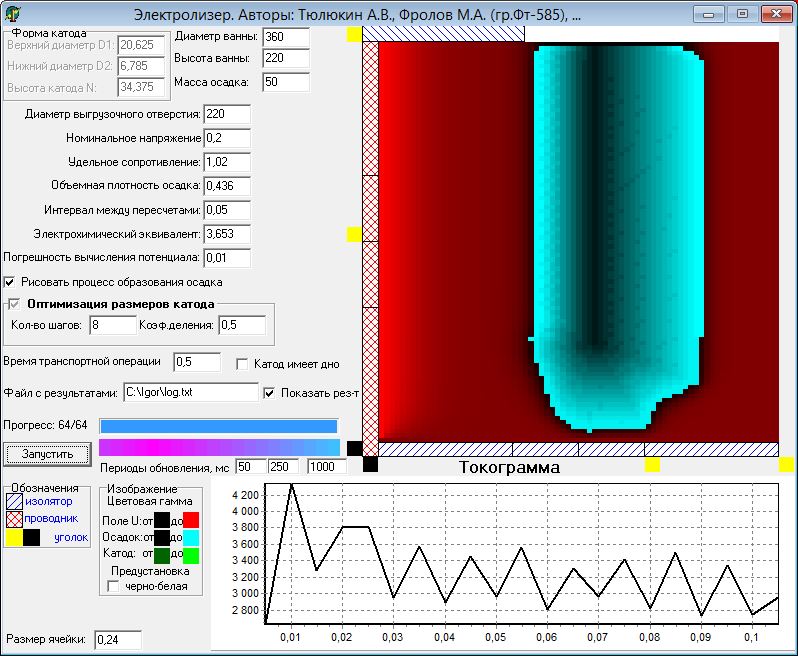 Электролизер. Авторы: Тюлюкин А.В., Фролов М.А. (гр.Фт-585), ...
Форма катода
Верхний диаметр D1: 20,625
Нижний диаметр D2: 6,785
Высота катода N: 34,375
Диаметр ванны: 360
Высота ванны: 220
Масса осадка: 50
Диаметр выгрузочного отверстия: 220
Номинальное напряжение 0,2
Удельное сопротивление: 1,02
Объемная плотность осадка: 0,436
Интервал между пересчетами: 0,05
Электрохимический эквивалент: 3,653
Погрешность вычисления потенциала: 0,01
Рисовать процесс образования осадка
Оптимизация размеров катода
Кол-во шагов: 8 Коэф.деления: 0,5
Время транспортной операции 0,5 Катод имеет дно
Файл с результатами: C:\Igor\log.txt Показать рез-т
Прогресс: 64/64
Запустить
Периоды обновления, мс 50 250 1000
Обозначения
изолятор
проводник
уголок
Изображение
Цветовая гамма
Поле U: от до
Осадок: от до
Катод: от до
Предустановка
черно-белая
Размер ячейки: 0,24
Токограмма
4 200
4 000
3 800
3 600
3 400
3 200
3 000
2 800
0,01 0,02 0,03 0,04 0,05 0,06 0,07 0,08 0,09 0,1